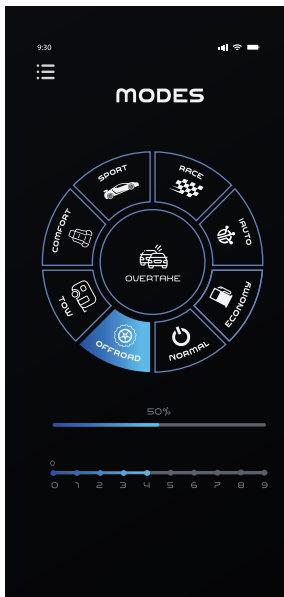 9:30
MODES
SPORT
RACE
COMFORT
iAUTO
OVERTAKE
TOW
ECONOMY
OFFROAD
NORMAL
50%
0
0 1 2 3 4 5 6 7 8 9